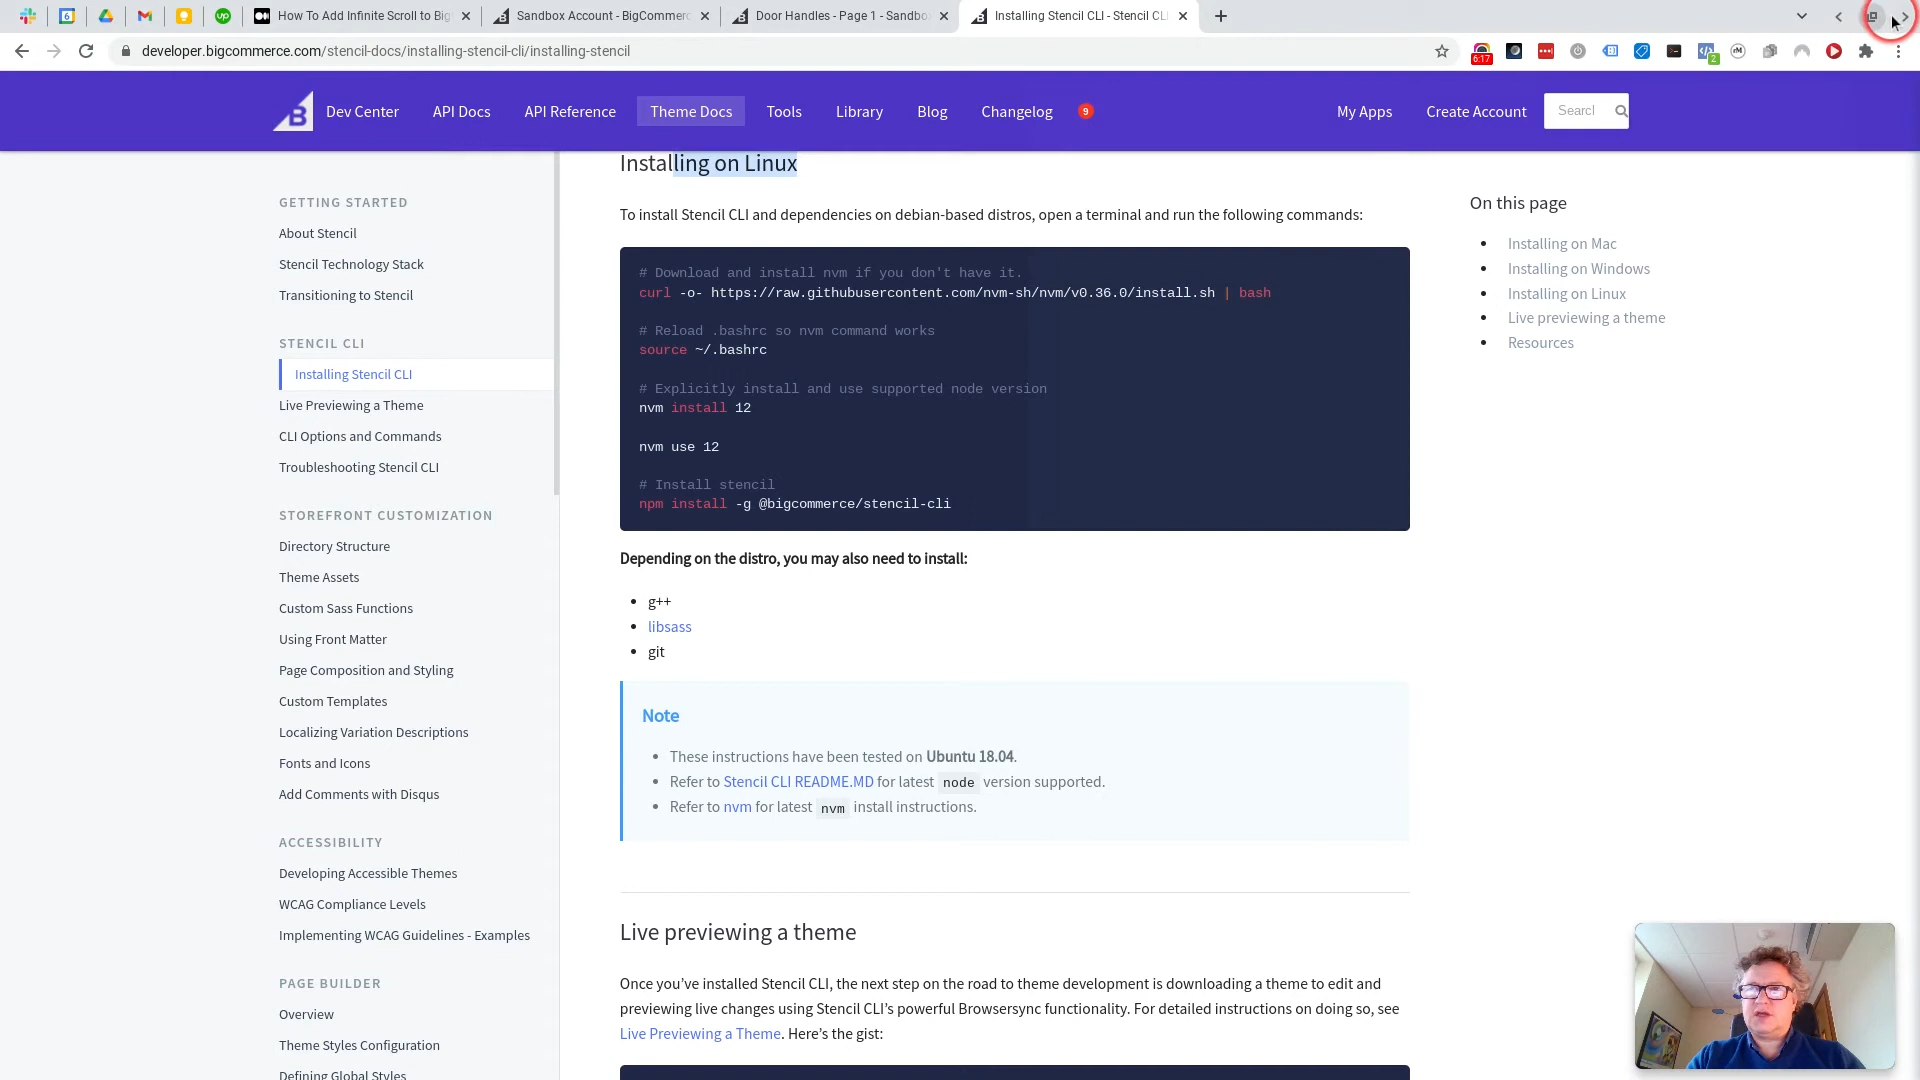 How To Add Infinite Scroll to Big
Sandbox Account - BigCommerc
Door Handles - Page 1 - Sandbo
Installing Stencil CLI - Stencil CL
developer.bigcommerce.com/stencil-docs/installing-stencil-cli/installing-stencil
6:17
2
B
Dev Center
API Docs
API Reference
Theme Docs
Tools
Library
Blog
Changelog
9
My Apps
Create Account
Search
GETTING STARTED
About Stencil
Stencil Technology Stack
Transitioning to Stencil
STENCIL CLI
Installing Stencil CLI
Live Previewing a Theme
CLI Options and Commands
Troubleshooting Stencil CLI
STOREFRONT CUSTOMIZATION
Directory Structure
Theme Assets
Custom Sass Functions
Using Front Matter
Page Composition and Styling
Custom Templates
Localizing Variation Descriptions
Fonts and Icons
Add Comments with Disqus
ACCESSIBILITY
Developing Accessible Themes
WCAG Compliance Levels
Implementing WCAG Guidelines - Examples
PAGE BUILDER
Overview
Theme Styles Configuration
Defining Global Styles
Installing on Linux
To install Stencil CLI and dependencies on debian-based distros, open a terminal and run the following commands:
# Download and install nvm if you don't have it.
curl -o- https://raw.githubusercontent.com/nvm-sh/nvm/v0.36.0/install.sh | bash
# Reload .bashrc so nvm command works
source ~/.bashrc
# Explicitly install and use supported node version
nvm install 12
nvm use 12
# Install stencil
npm install -g @bigcommerce/stencil-cli
Depending on the distro, you may also need to install:
g++
libsass
git
Note
These instructions have been tested on Ubuntu 18.04.
Refer to Stencil CLI README.MD for latest node version supported.
Refer to nvm for latest nvm install instructions.
Live previewing a theme
Once you've installed Stencil CLI, the next step on the road to theme development is downloading a theme to edit and
previewing live changes using Stencil CLI's powerful Browsersync functionality. For detailed instructions on doing so, see
Live Previewing a Theme. Here's the gist:
On this page
Installing on Mac
Installing on Windows
Installing on Linux
Live previewing a theme
Resources